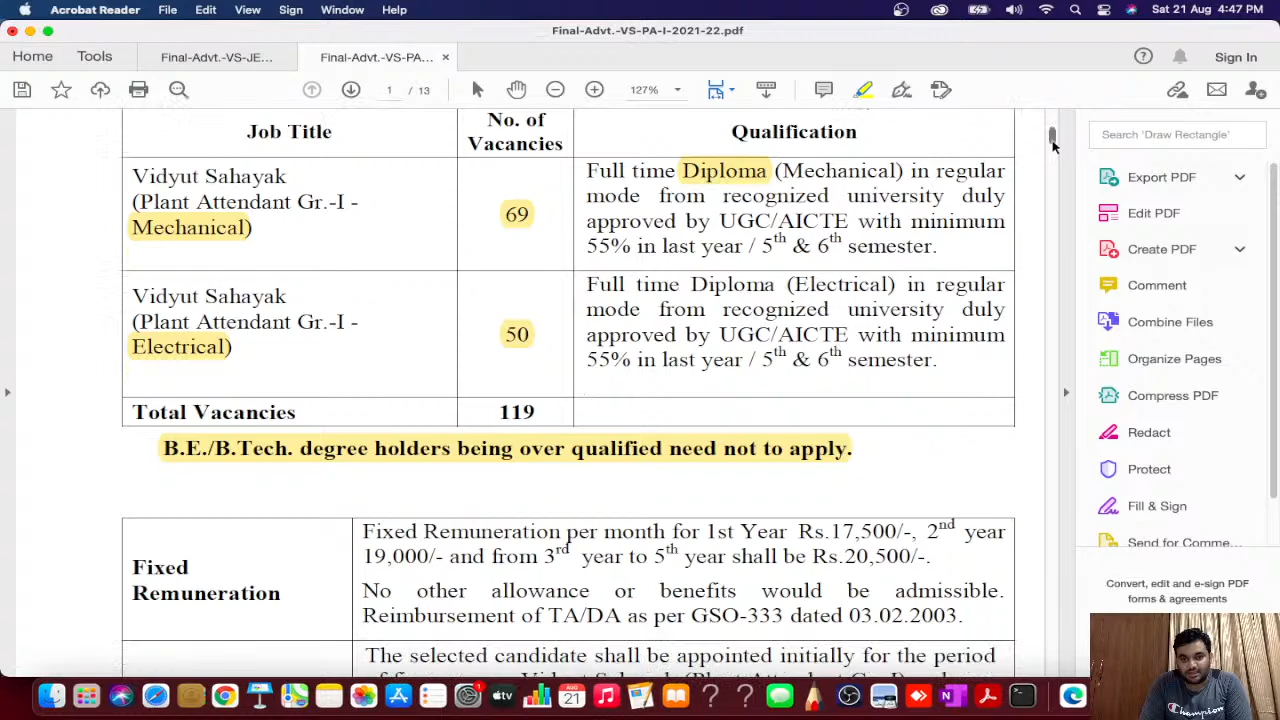 Acrobat Reader File Edit View Sign Window Help Sat 21 Aug 4:47 PM
Final-Advt.-VS-PA-I-2021-22.pdf
Home Tools Final-Advt.-VS-JE... Final-Advt.-VS-PA... × Sign In
1 / 13 127%
Job Title No. of Vacancies Qualification
Vidyut Sahayak
(Plant Attendant Gr.-I -
Mechanical)
69
Full time Diploma (Mechanical) in regular
mode from recognized university duly
approved by UGC/AICTE with minimum
55% in last year / 5th & 6th semester.
Vidyut Sahayak
(Plant Attendant Gr.-I -
Electrical)
50
Full time Diploma (Electrical) in regular
mode from recognized university duly
approved by UGC/AICTE with minimum
55% in last year / 5th & 6th semester.
Total Vacancies 119
B.E./B.Tech. degree holders being over qualified need not to apply.
Fixed
Remuneration
Fixed Remuneration per month for 1st Year Rs.17,500/-, 2nd year
19,000/- and from 3rd year to 5th year shall be Rs.20,500/-.
No other allowance or benefits would be admissible.
Reimbursement of TA/DA as per GSO-333 dated 03.02.2003.
The selected candidate shall be appointed initially for the period
Search 'Draw Rectangle'
Export PDF
Edit PDF
Create PDF
Comment
Combine Files
Organize Pages
Compress PDF
Redact
Protect
Fill & Sign
Send for Comme...
Convert, edit and e-sign PDF
forms & agreements
AUG
21
tv
Champion